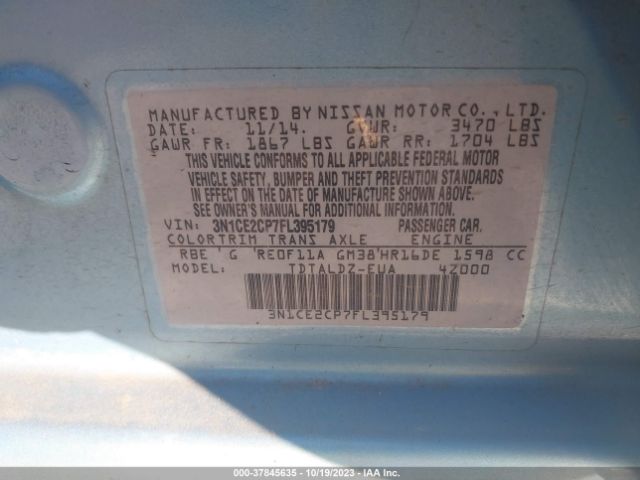 MANUFACTURED BY NISSAN MOTOR CO., LTD.
DATE: 11/14. GVWR: 3470 LBS
GAWR FR: 1867 LBS GAWR RR: 1704 LBS
THIS VEHICLE CONFORMS TO ALL APPLICABLE FEDERAL MOTOR
VEHICLE SAFETY, BUMPER AND THEFT PREVENTION STANDARDS
IN EFFECT ON THE DATE OF MANUFACTURE SHOWN ABOVE.
SEE OWNER'S MANUAL FOR ADDITIONAL INFORMATION.
VIN: 3N1CE2CP7FL395179 PASSENGER CAR.
COLOR TRIM TRANS AXLE ENGINE
RBE 'G 'RE0F11A GM38'HR16DE 1598 CC
MODEL: TDTALDZ-EUA 4Z000
3N1CE2CP7FL395179
© 37845635 - 10/19/2023 - IAA Inc.